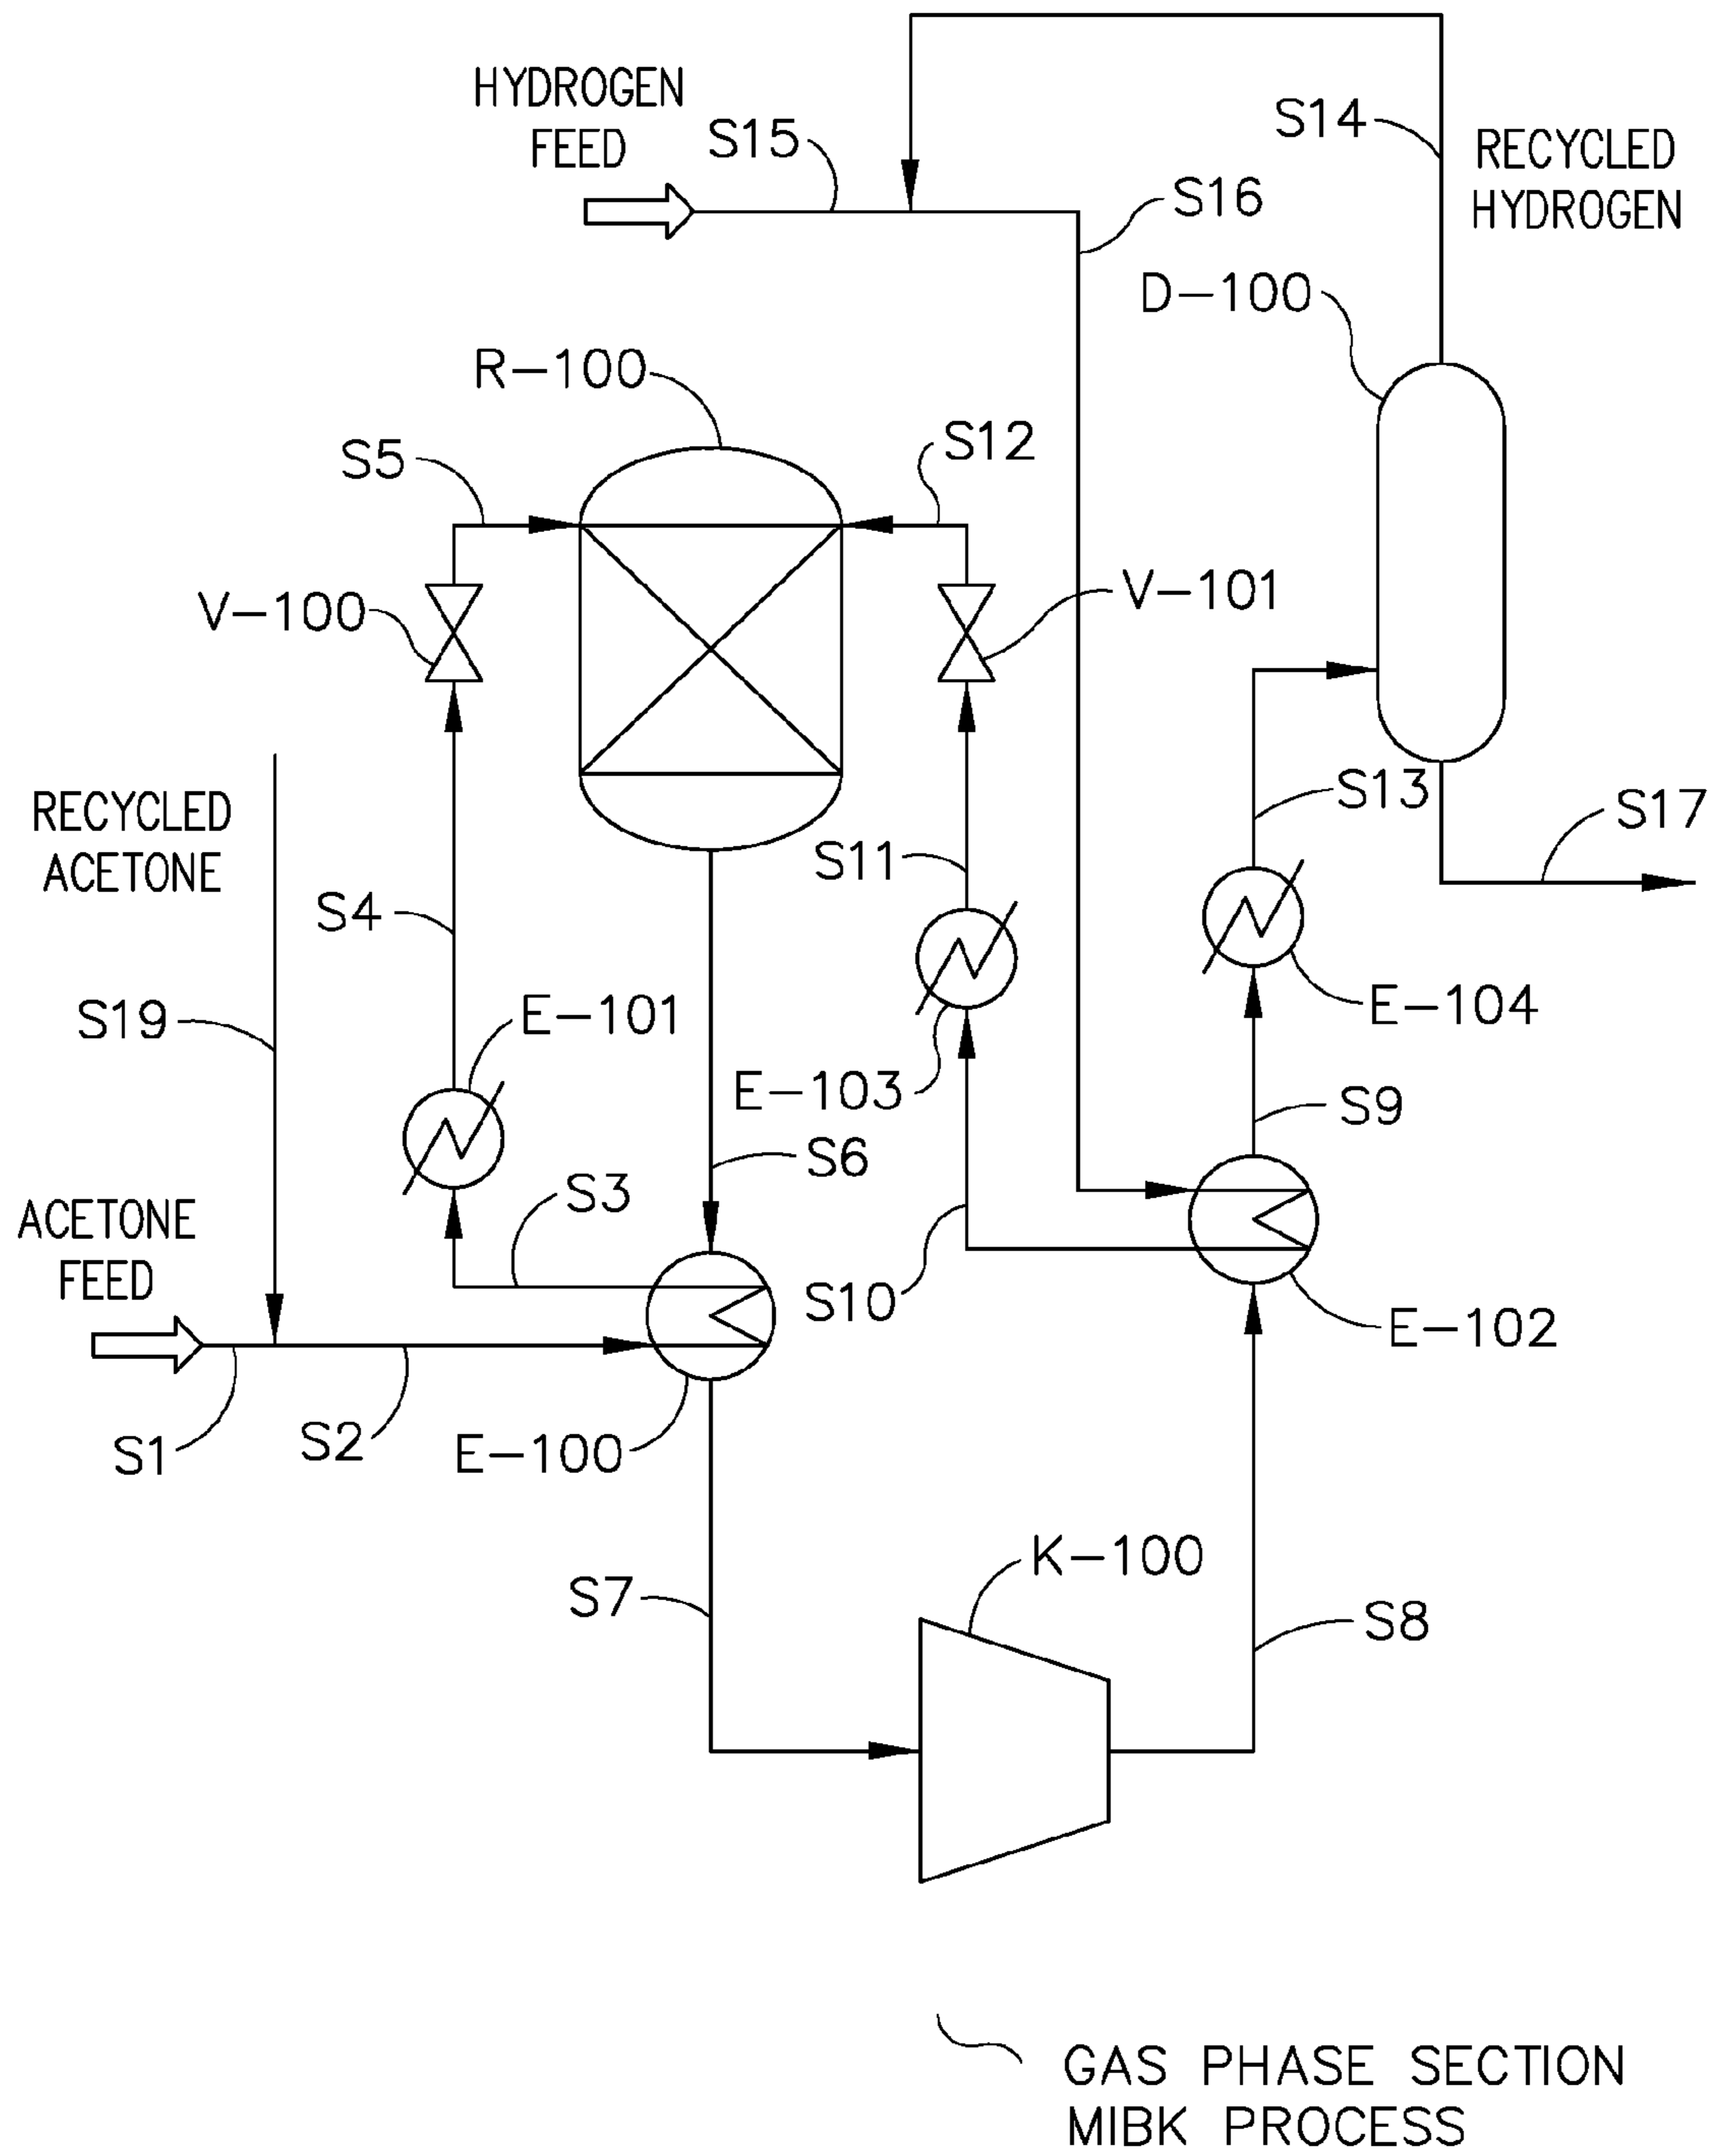 HYDROGEN
FEED
S15
S14
RECYCLED
HYDROGEN
S16
D-100
R-100
S5
S12
V-100
V-101
RECYCLED
ACETONE
S13
S17
S11
S4
S19
E-101
E-104
E-103
S9
S6
S3
ACETONE
FEED
S10
E-102
S1
S2
E-100
K-100
S7
S8
GAS PHASE SECTION
MIBK PROCESS